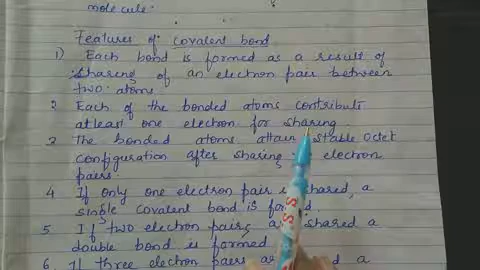 molecule.
Features of covalent bond
1) Each bond is formed as a result of
sharing of an electron pair between
two atoms.
2 Each of the bonded atoms contribute
atleast one electron for sharing.
3 The bonded atoms attain stable Octet
configuration after sharing electron
pairs.
4 If only one electron pair is shared, a
single covalent bond is
5 If two electron pairs shared a
double bond is formed
6 If three electron pairs are a